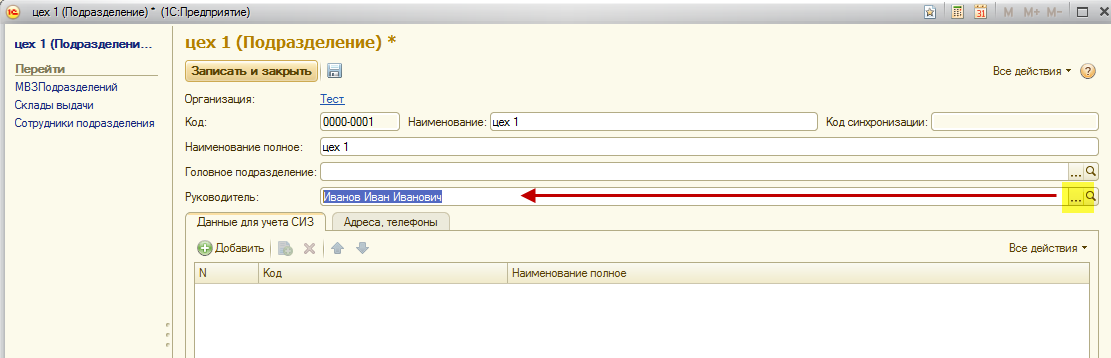 цех 1 (Подразделение) * (1С:Предприятие)
M M+ M-
цех 1 (Подразделени...
Перейти
МВЗПодразделений
Склады выдачи
Сотрудники подразделения
цех 1 (Подразделение) *
Записать и закрыть
Все действия
Организация: Тест
Код: 0000-0001 Наименование: цех 1 Код синхронизации:
Наименование полное: цех 1
Головное подразделение: ...
Руководитель: Иванов Иван Иванович ...
Данные для учета СИЗ Адреса, телефоны
Добавить Все действия
N Код Наименование полное